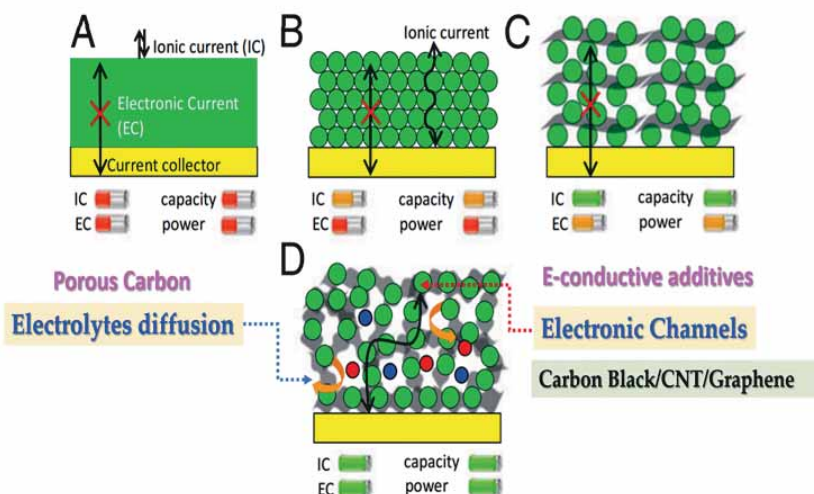 A
Ionic current (IC)
Electronic Current
(EC)
Current collector
IC
capacity
EC
power
B
Ionic current
IC
capacity
EC
power
C
IC
capacity
EC
power
Porous Carbon
Electrolytes diffusion
D
E-conductive additives
Electronic Channels
Carbon Black/CNT/Graphene
IC
capacity
EC
power